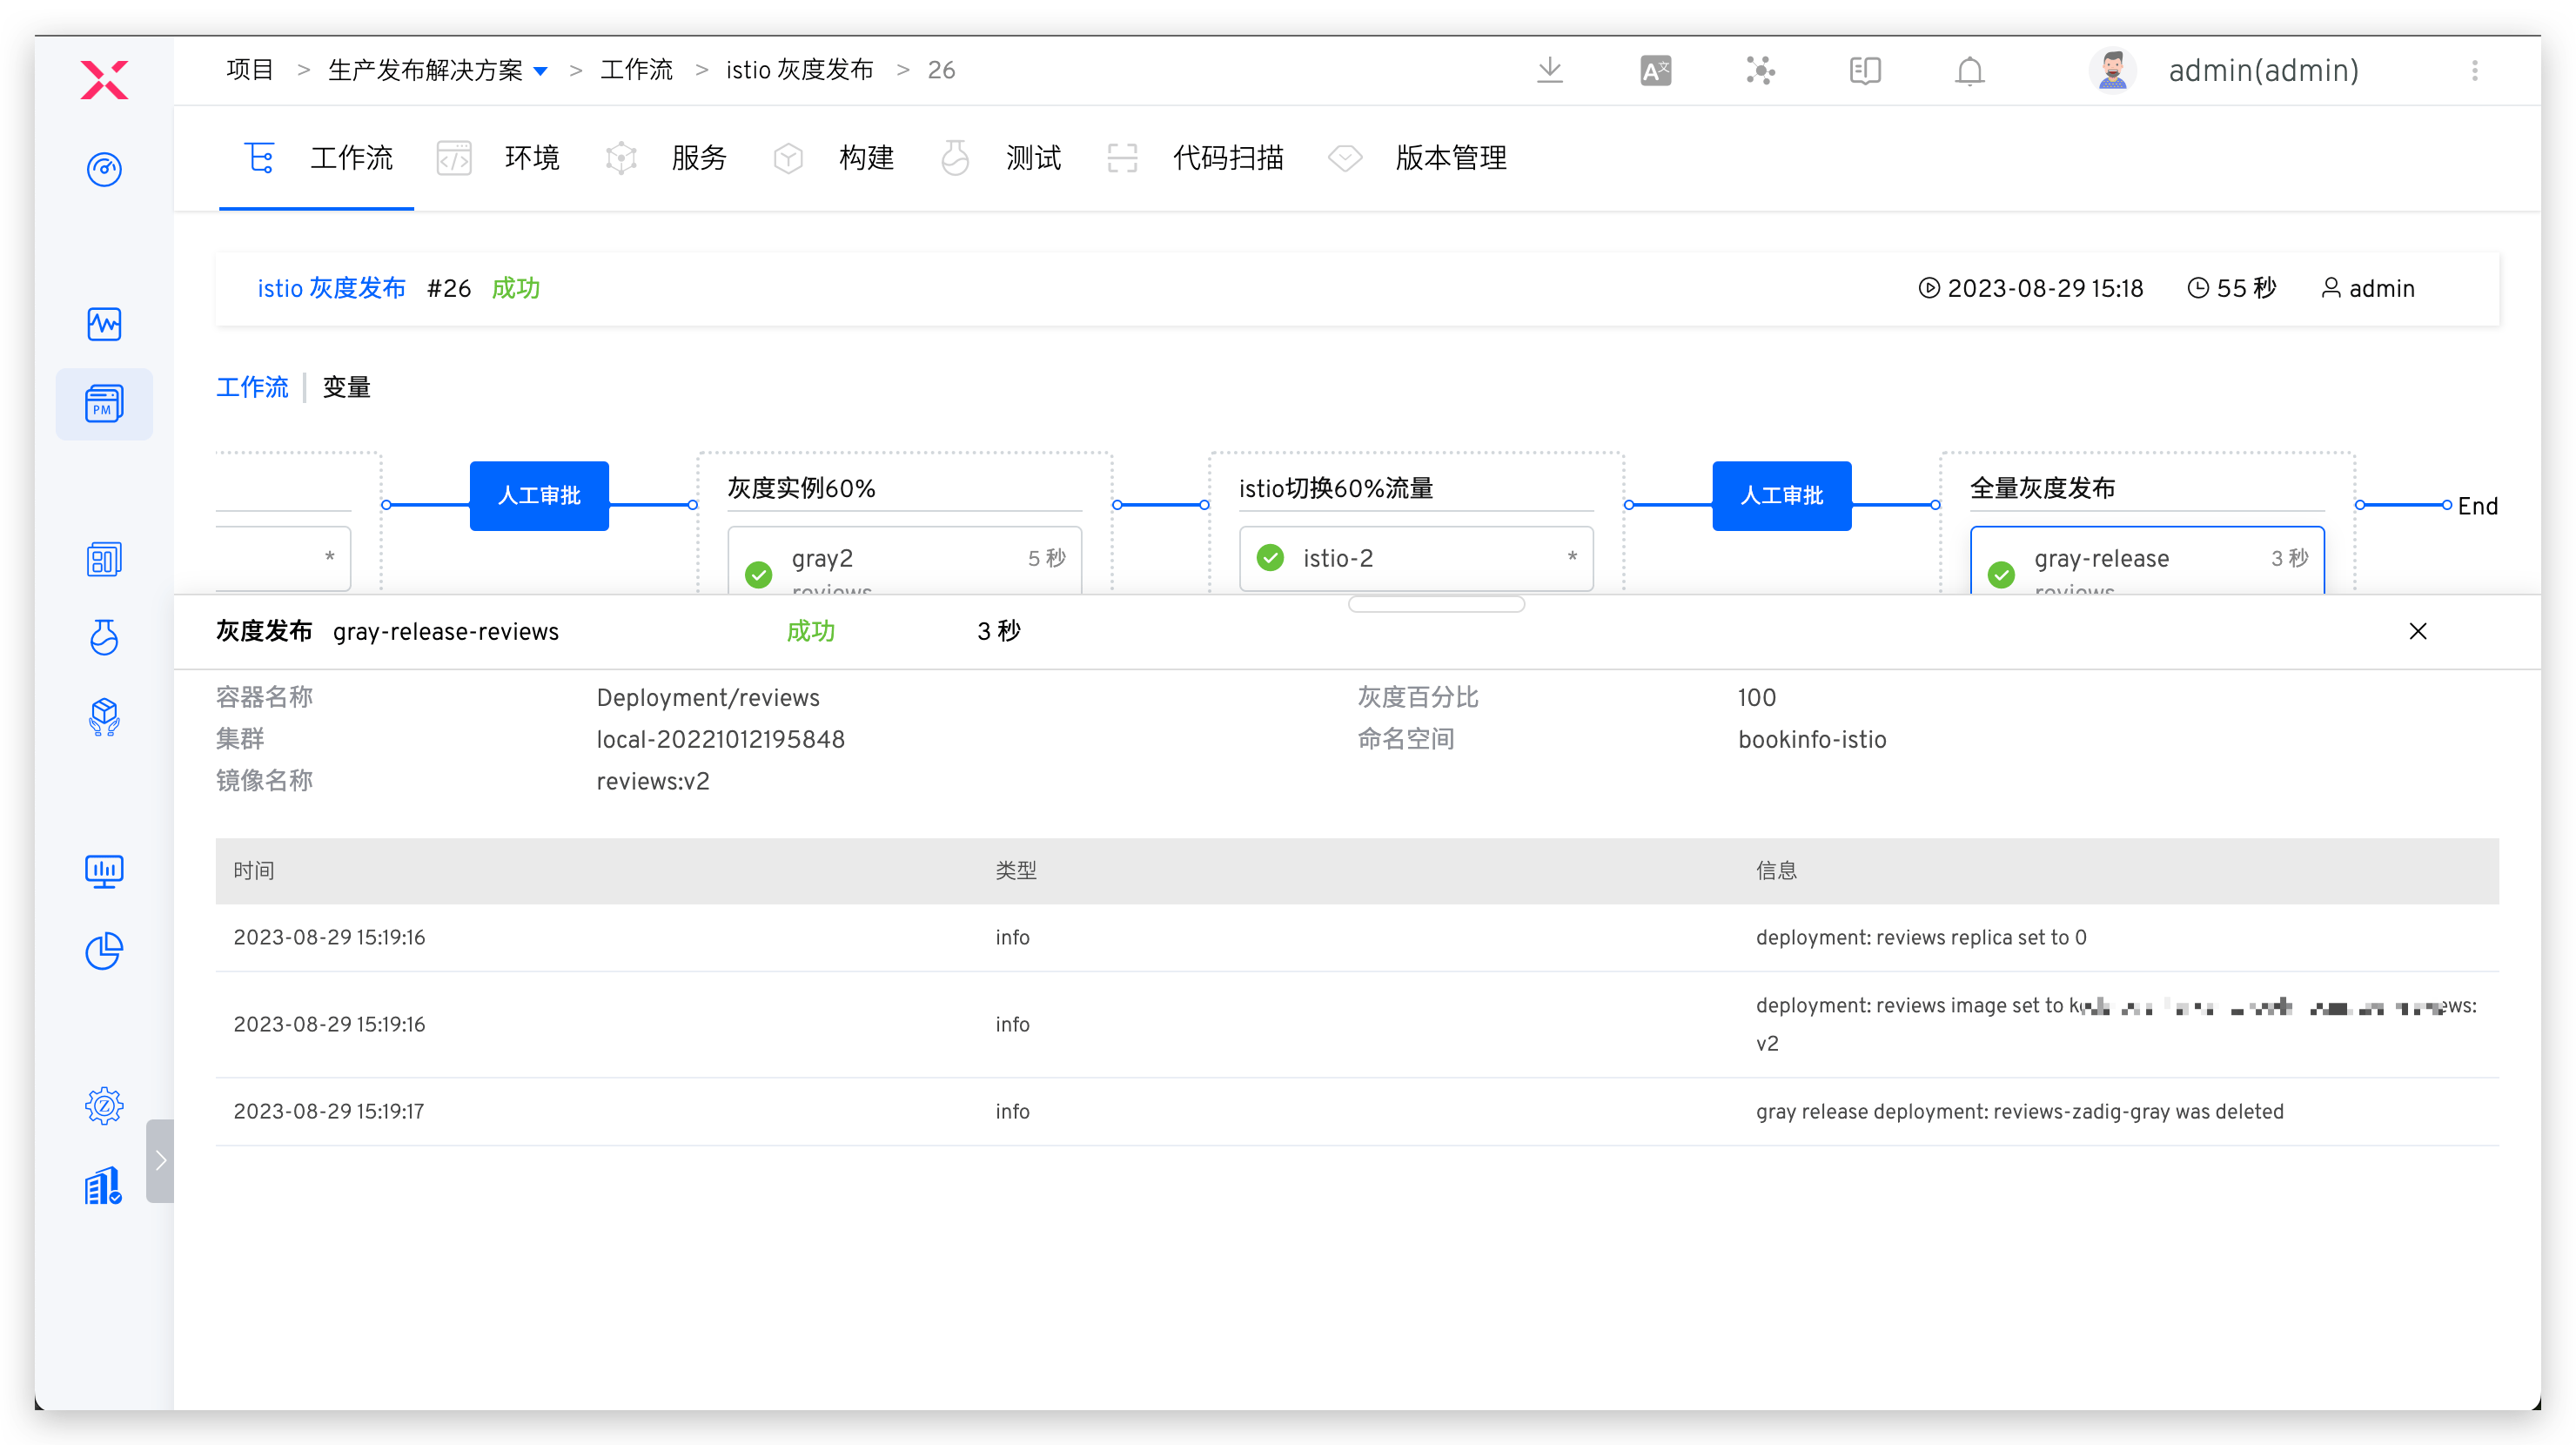 项目 > 生产发布解决方案 > 工作流 > istio 灰度发布 > 26
admin(admin)
工作流 环境 服务 构建 测试 代码扫描 版本管理
istio 灰度发布 #26 成功 2023-08-29 15:18 55 秒 admin
PM
工作流 变量
人工审批 灰度实例60% istio切换60%流量 人工审批 全量灰度发布 End
* gray2 5 秒 istio-2 * gray-release 3 秒
reviews reviews
灰度发布 gray-release-reviews 成功 3 秒
容器名称 Deployment/reviews 灰度百分比 100
集群 local-20221012195848 命名空间 bookinfo-istio
镜像名称 reviews:v2
时间 类型 信息
2023-08-29 15:19:16 info deployment: reviews replica set to 0
2023-08-29 15:19:16 info deployment: reviews image set to ews:
v2
2023-08-29 15:19:17 info gray release deployment: reviews-zadig-gray was deleted